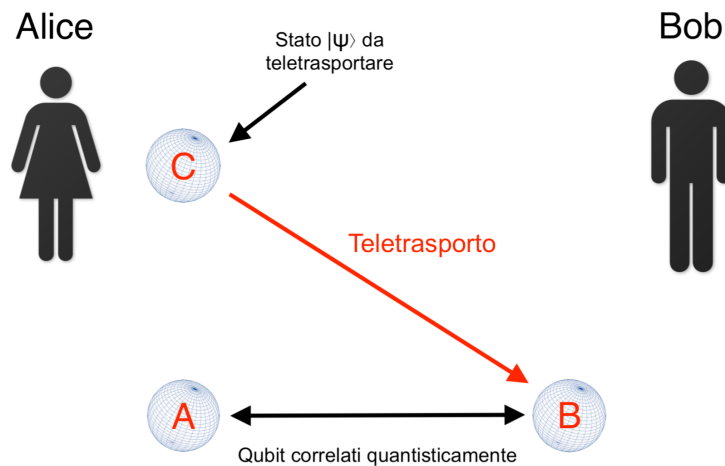 Alice
Bob
Stato |ψ⟩ da
teletrasportare
C
Teletrasporto
A
B
Qubit correlati quantisticamente